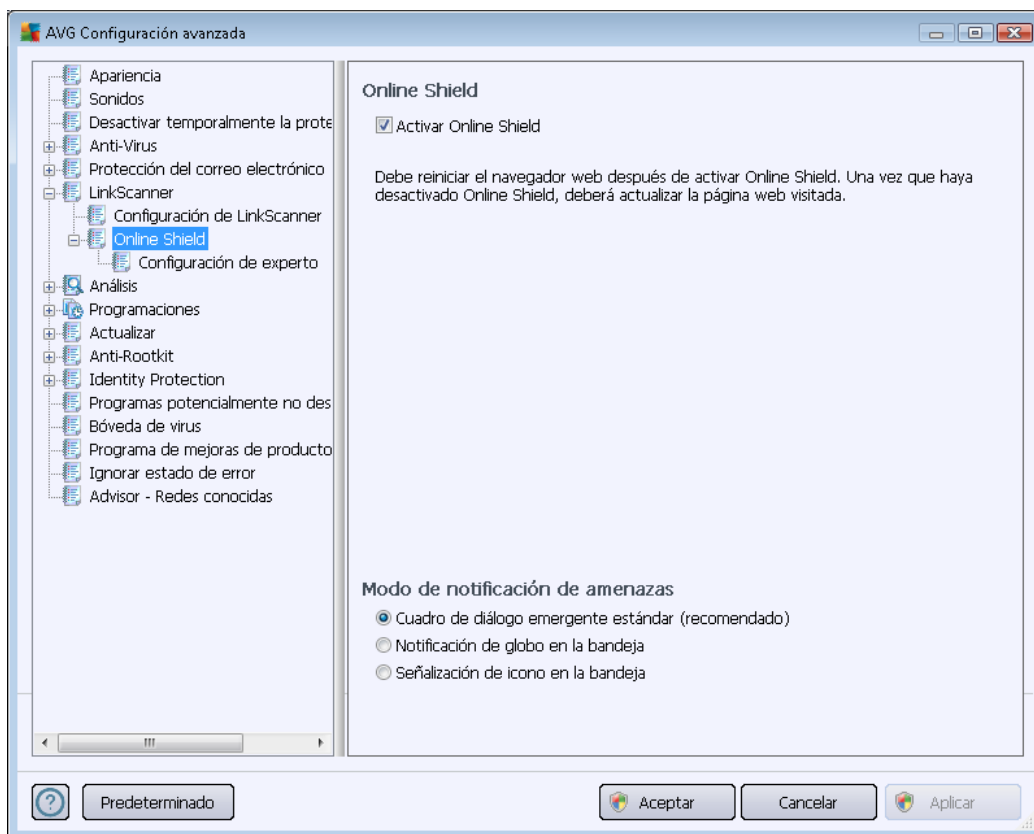 AVG Configuración avanzada
Apariencia
Sonidos
Desactivar temporalmente la prote
Anti-Virus
Protección del correo electrónico
LinkScanner
Configuración de LinkScanner
Online Shield
Configuración de experto
Análisis
Programaciones
Actualizar
Anti-Rootkit
Identity Protection
Programas potencialmente no des
Bóveda de virus
Programa de mejoras de producto
Ignorar estado de error
Advisor - Redes conocidas
Online Shield
Activar Online Shield
Debe reiniciar el navegador web después de activar Online Shield. Una vez que haya
desactivado Online Shield, deberá actualizar la página web visitada.
Modo de notificación de amenazas
Cuadro de diálogo emergente estándar (recomendado)
Notificación de globo en la bandeja
Señalización de icono en la bandeja
? Predeterminado Aceptar Cancelar Aplicar